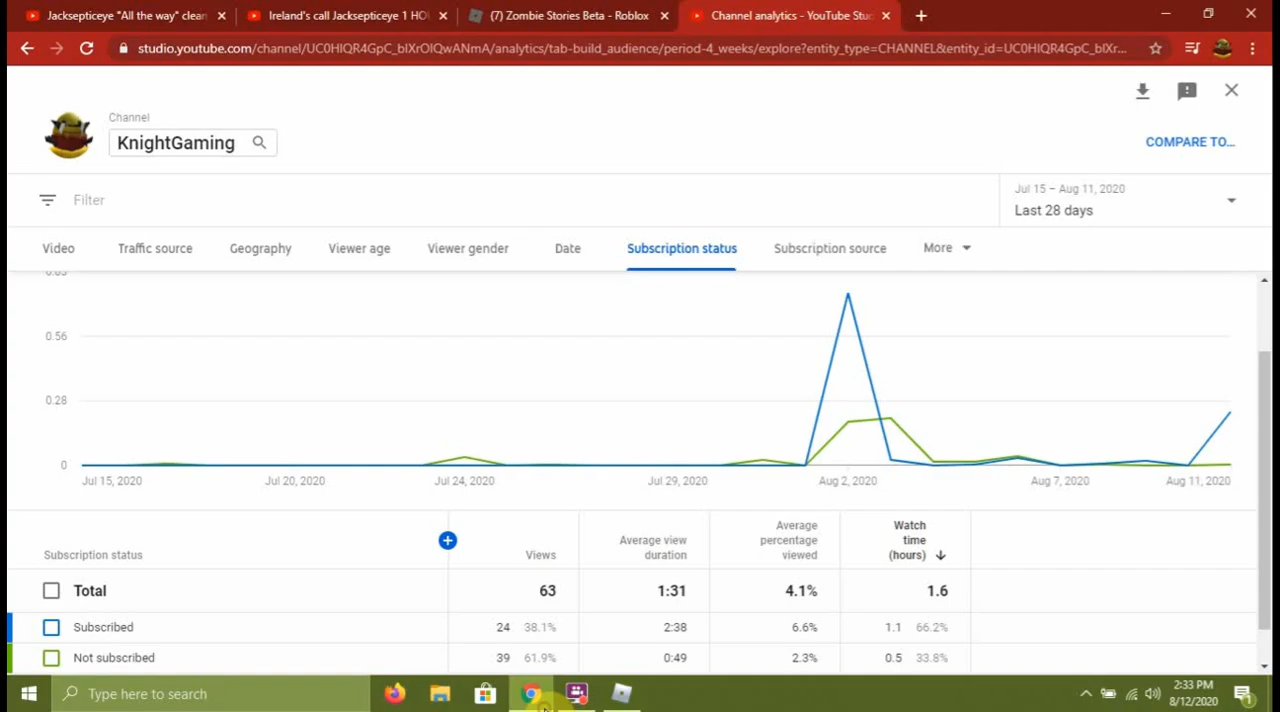 Jacksepticeye "All the way" clean
Ireland's call Jacksepticeye 1 HO
(7) Zombie Stories Beta - Roblox
Channel analytics - YouTube Stu
studio.youtube.com/channel/UC0HIQR4GpC_bIXrOIQwANmA/analytics/tab-build_audience/period-4_weeks/explore?entity_type=CHANNEL&entity_id=UC0HIQR4GpC_bIXr...
Channel
KnightGaming
COMPARE TO...
Filter
Jul 15 – Aug 11, 2020
Last 28 days
Video Traffic source Geography Viewer age Viewer gender Date Subscription status Subscription source More
0.56
0.28
0
Jul 15, 2020 Jul 20, 2020 Jul 24, 2020 Jul 29, 2020 Aug 2, 2020 Aug 7, 2020 Aug 11, 2020
Subscription status
Views
Average view
duration
Average
percentage
viewed
Watch
time
(hours)
Total 63 1:31 4.1% 1.6
Subscribed 24 38.1% 2:38 6.6% 1.1 66.2%
Not subscribed 39 61.9% 0:49 2.3% 0.5 33.8%
Type here to search
2:33 PM
8/12/2020
1